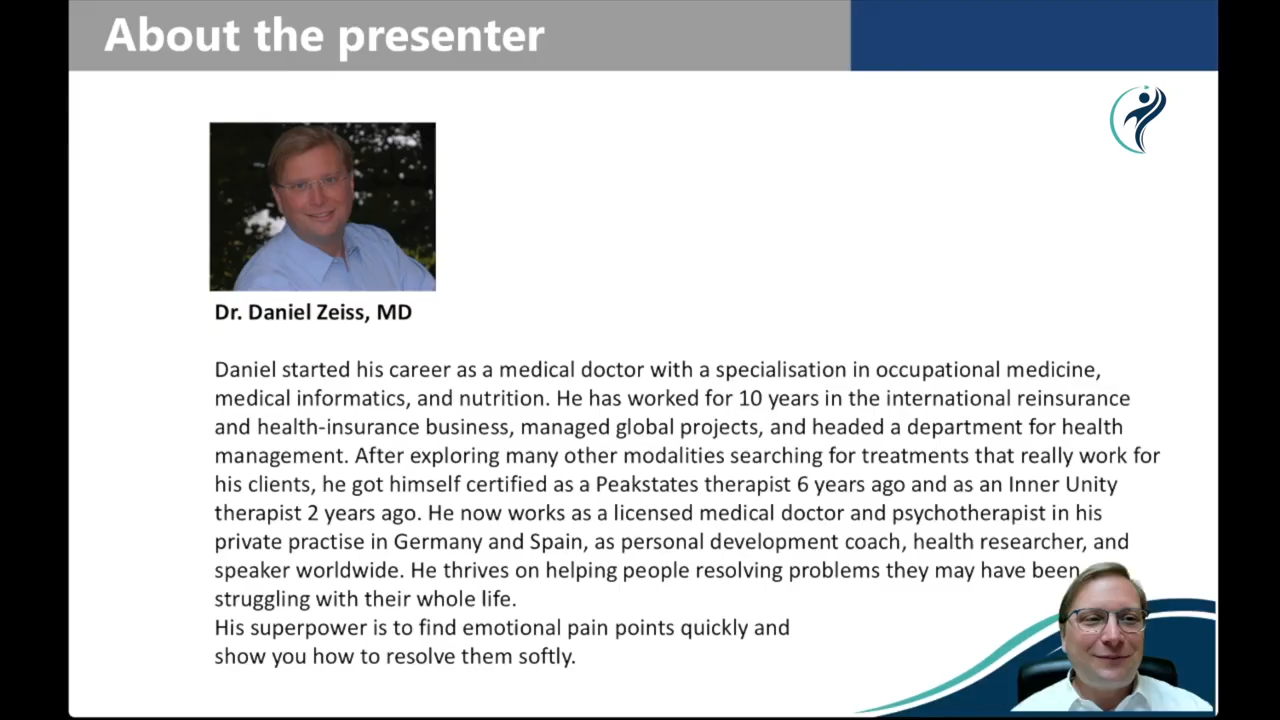 About the presenter
Dr. Daniel Zeiss, MD
Daniel started his career as a medical doctor with a specialisation in occupational medicine,
medical informatics, and nutrition. He has worked for 10 years in the international reinsurance
and health-insurance business, managed global projects, and headed a department for health
management. After exploring many other modalities searching for treatments that really work for
his clients, he got himself certified as a Peakstates therapist 6 years ago and as an Inner Unity
therapist 2 years ago. He now works as a licensed medical doctor and psychotherapist in his
private practise in Germany and Spain, as personal development coach, health researcher, and
speaker worldwide. He thrives on helping people resolving problems they may have been
struggling with their whole life.
His superpower is to find emotional pain points quickly and
show you how to resolve them softly.